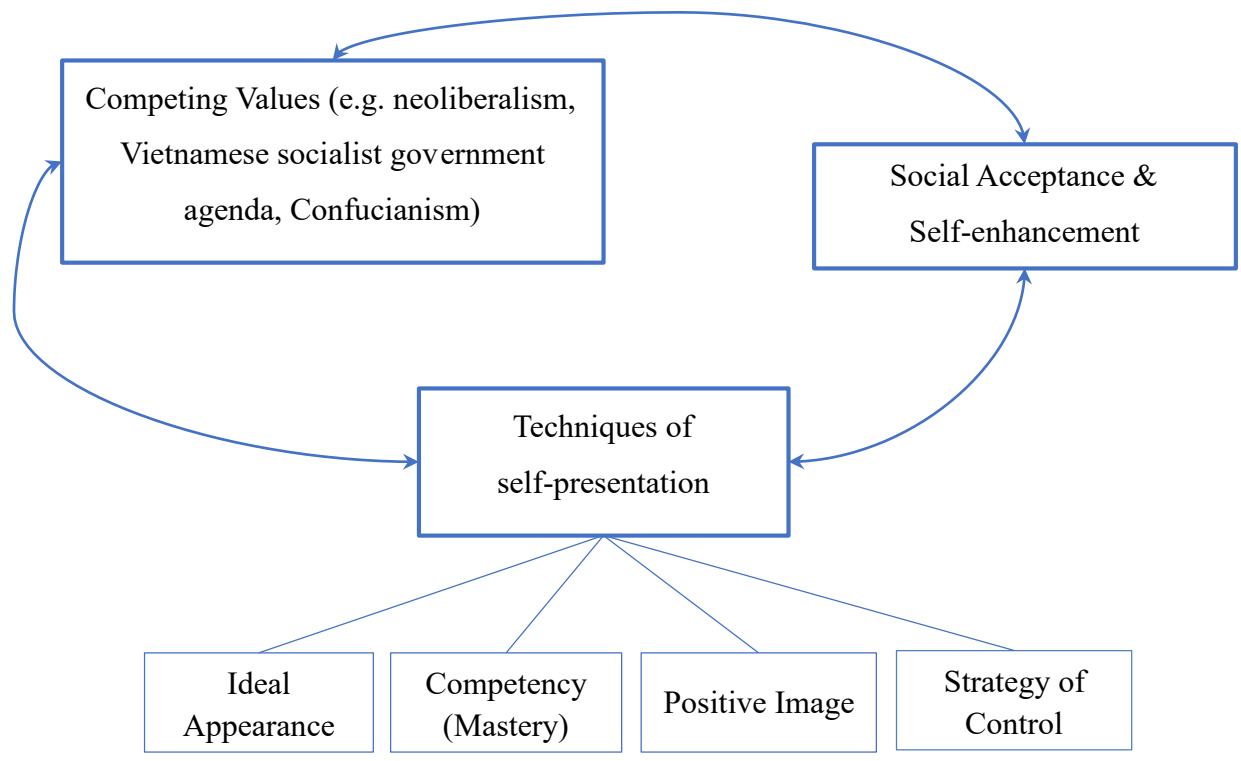 Competing Values (e.g. neoliberalism,
Vietnamese socialist government
agenda, Confucianism)
Social Acceptance &
Self-enhancement
Techniques of
self-presentation
Ideal
Appearance
Competency
(Mastery)
Positive Image
Strategy of
Control